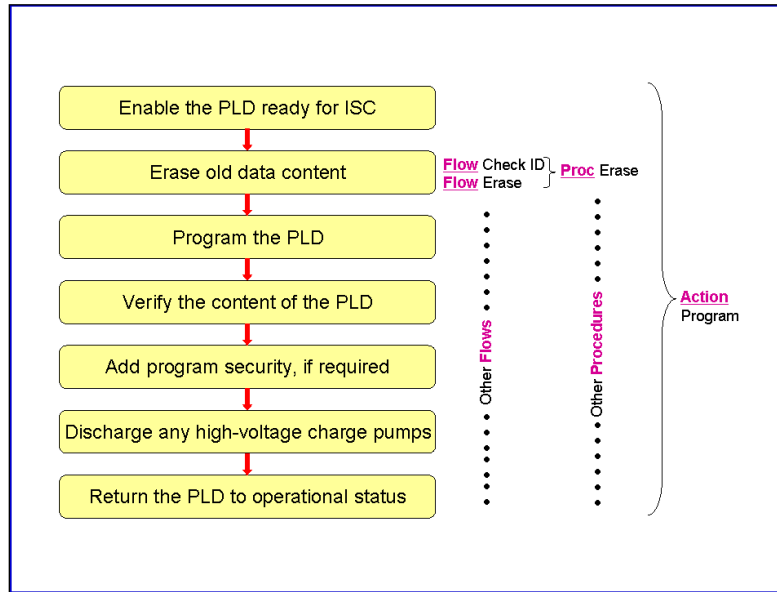 Enable the PLD ready for ISC
Erase old data content
Program the PLD
Verify the content of the PLD
Add program security, if required
Discharge any high-voltage charge pumps
Return the PLD to operational status
Flow Check ID
Flow Erase
Proc Erase
Other Flows
Other Procedures
Action
Program